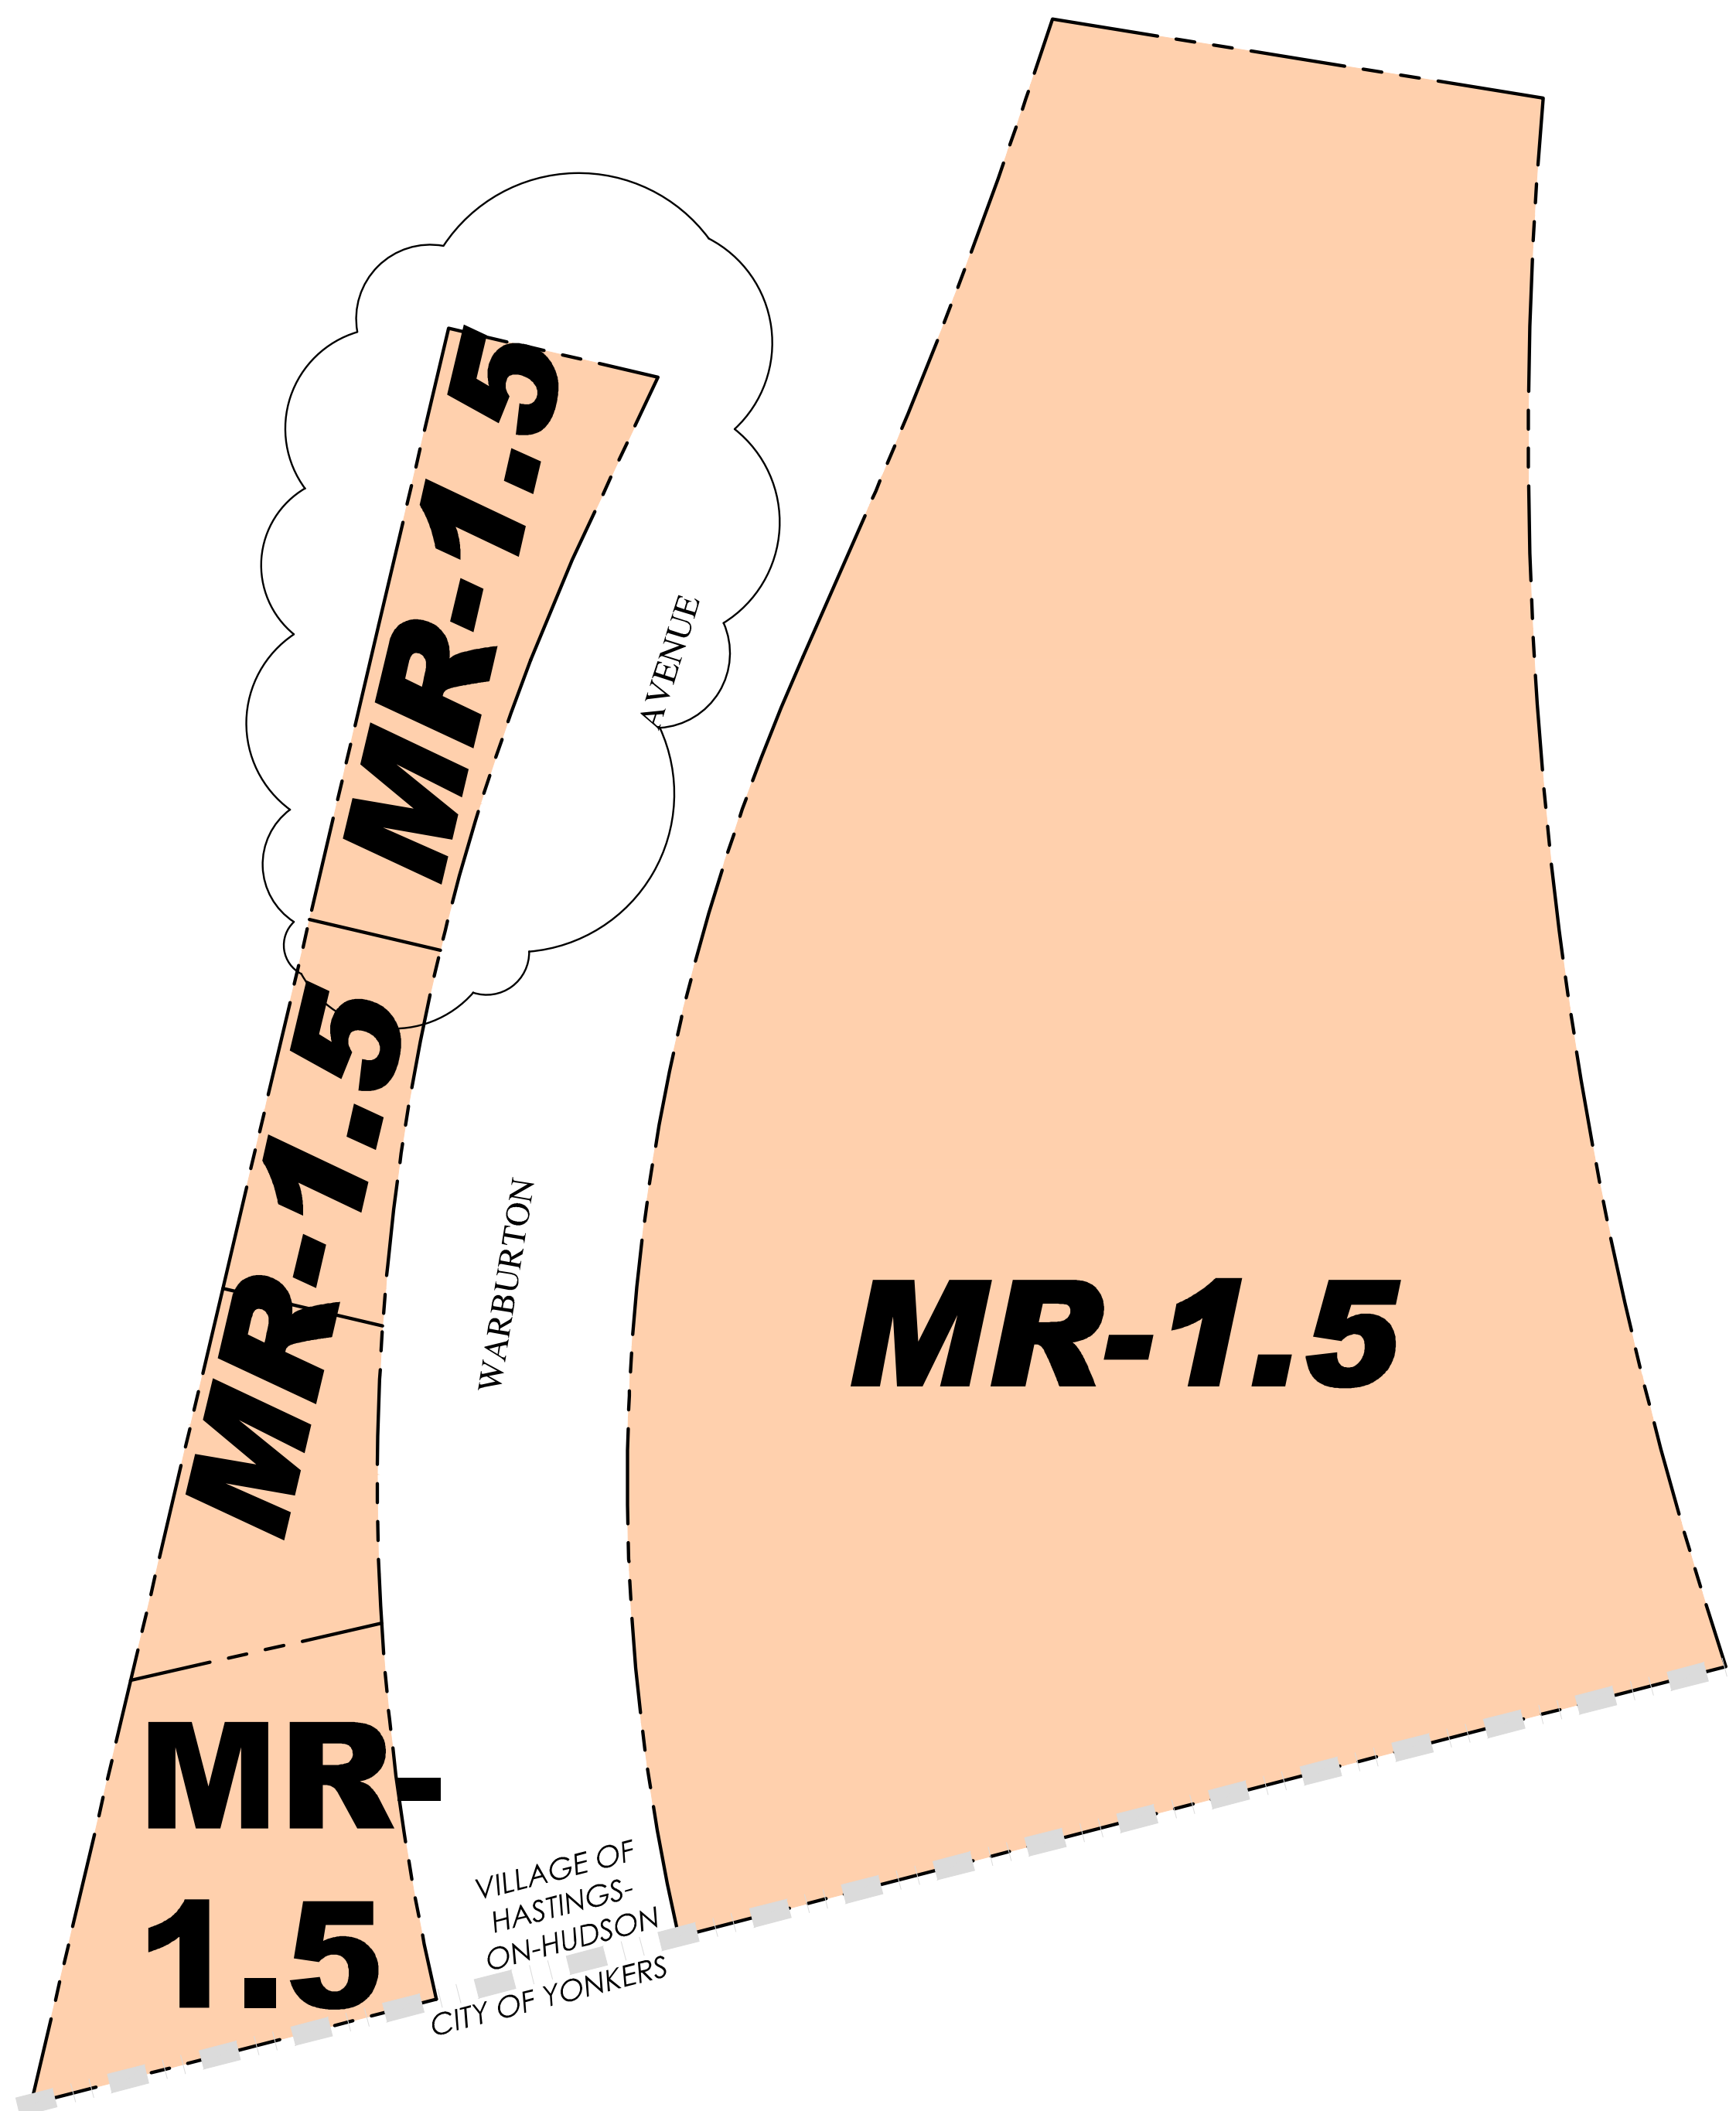 MR-1.5
AVENUE
MR-1.5
WARBURTON
MR-1.5
MR-
1.5
VILLAGE OF
HASTINGS-
ON-HUDSON
CITY OF YONKERS